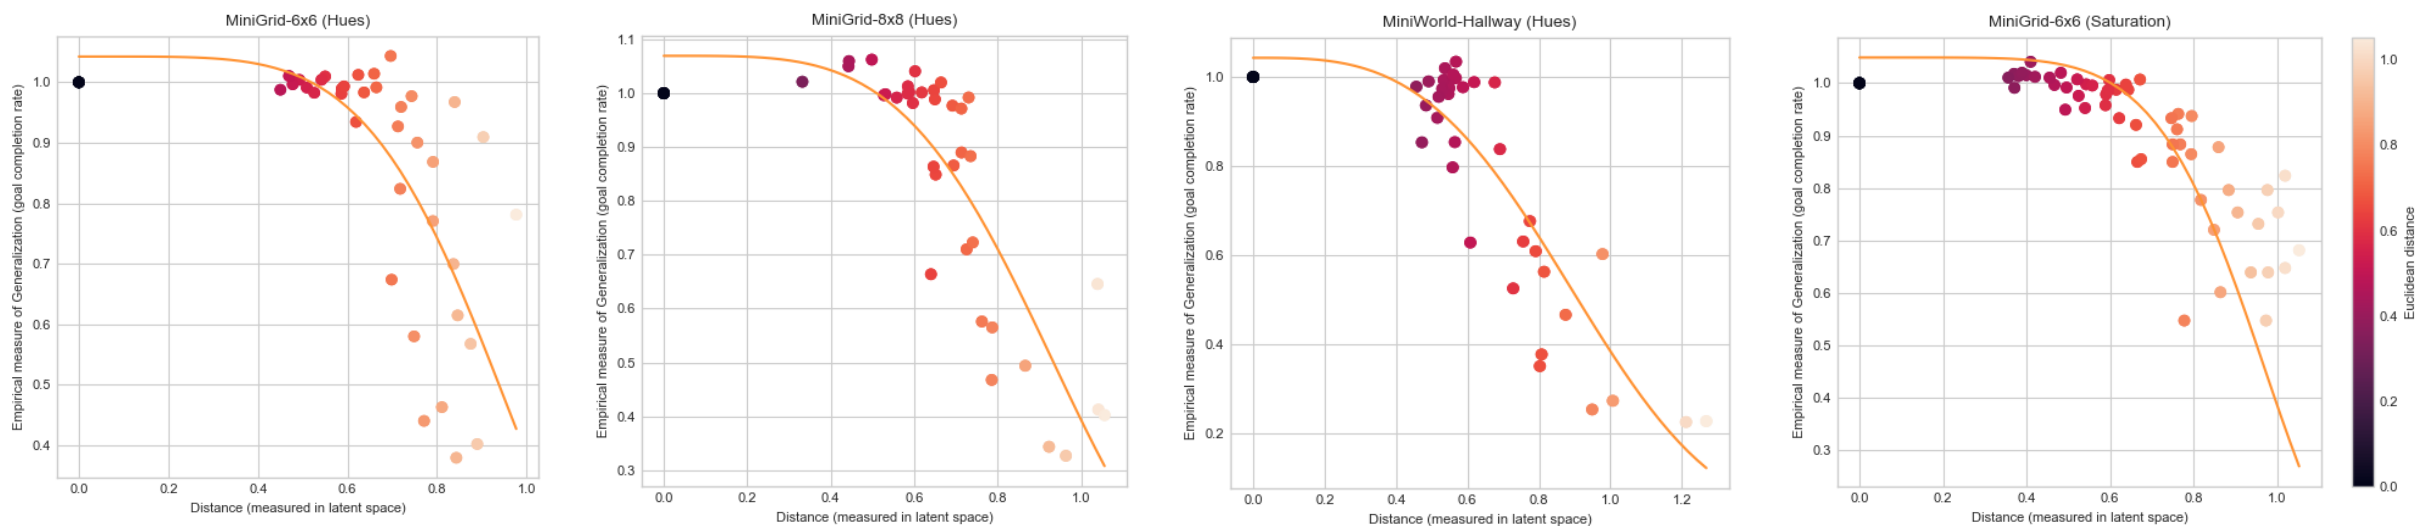 MiniGrid-6x6 (Hues)
Empirical measure of Generalization (goal completion rate)
1.0
0.9
0.8
0.7
0.6
0.5
0.4
0.0 0.2 0.4 0.6 0.8 1.0
Distance (measured in latent space)
MiniGrid-8x8 (Hues)
Empirical measure of Generalization (goal completion rate)
1.1
1.0
0.9
0.8
0.7
0.6
0.5
0.4
0.3
0.0 0.2 0.4 0.6 0.8 1.0
Distance (measured in latent space)
MiniWorld-Hallway (Hues)
Empirical measure of Generalization (goal completion rate)
1.0
0.8
0.6
0.4
0.2
0.0 0.2 0.4 0.6 0.8 1.0 1.2
Distance (measured in latent space)
MiniGrid-6x6 (Saturation)
Empirical measure of Generalization (goal completion rate)
1.0
0.9
0.8
0.7
0.6
0.5
0.4
0.3
0.0 0.2 0.4 0.6 0.8 1.0
Distance (measured in latent space)
1.0
0.8
0.6
0.4
0.2
0.0
Euclidean distance